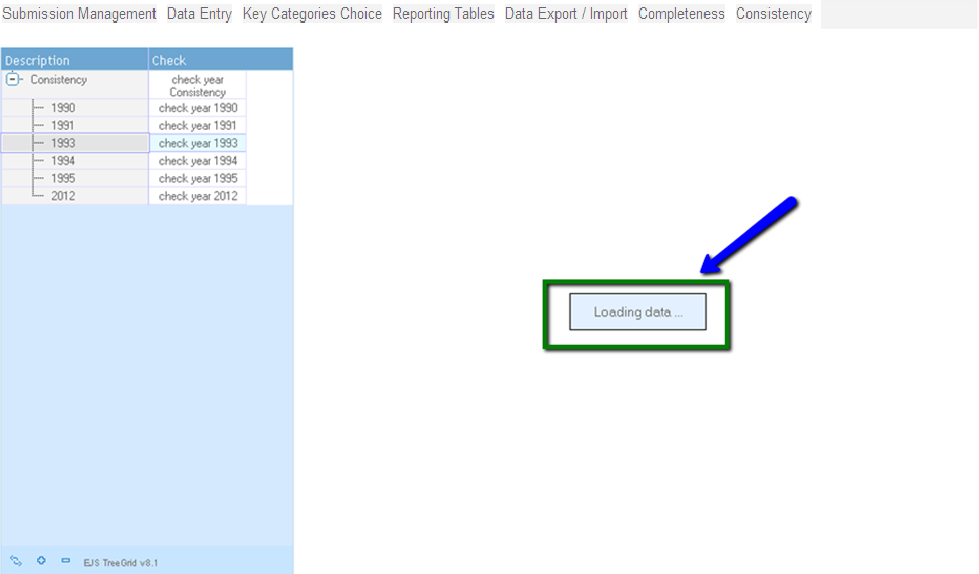 Submission Management Data Entry Key Categories Choice Reporting Tables Data Export / Import Completeness Consistency
Description Check
Consistency check year
Consistency
1990 check year 1990
1991 check year 1991
1993 check year 1993
1994 check year 1994
1995 check year 1995
2012 check year 2012
Loading data ...
EJS TreeGrid v8.1